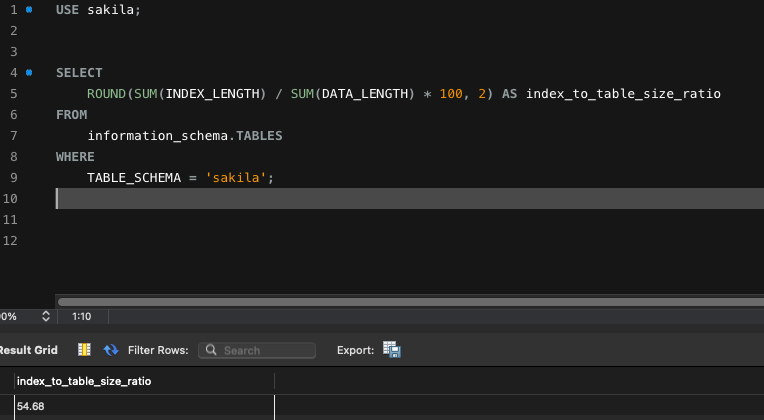 1 USE sakila;
2
3
4 SELECT
5 ROUND(SUM(INDEX_LENGTH) / SUM(DATA_LENGTH) * 100, 2) AS index_to_table_size_ratio
6 FROM
7 information_schema.TABLES
8 WHERE
9 TABLE_SCHEMA = 'sakila';
10
11
12
0% 1:10
Result Grid Filter Rows: Search Export:
index_to_table_size_ratio
54.68